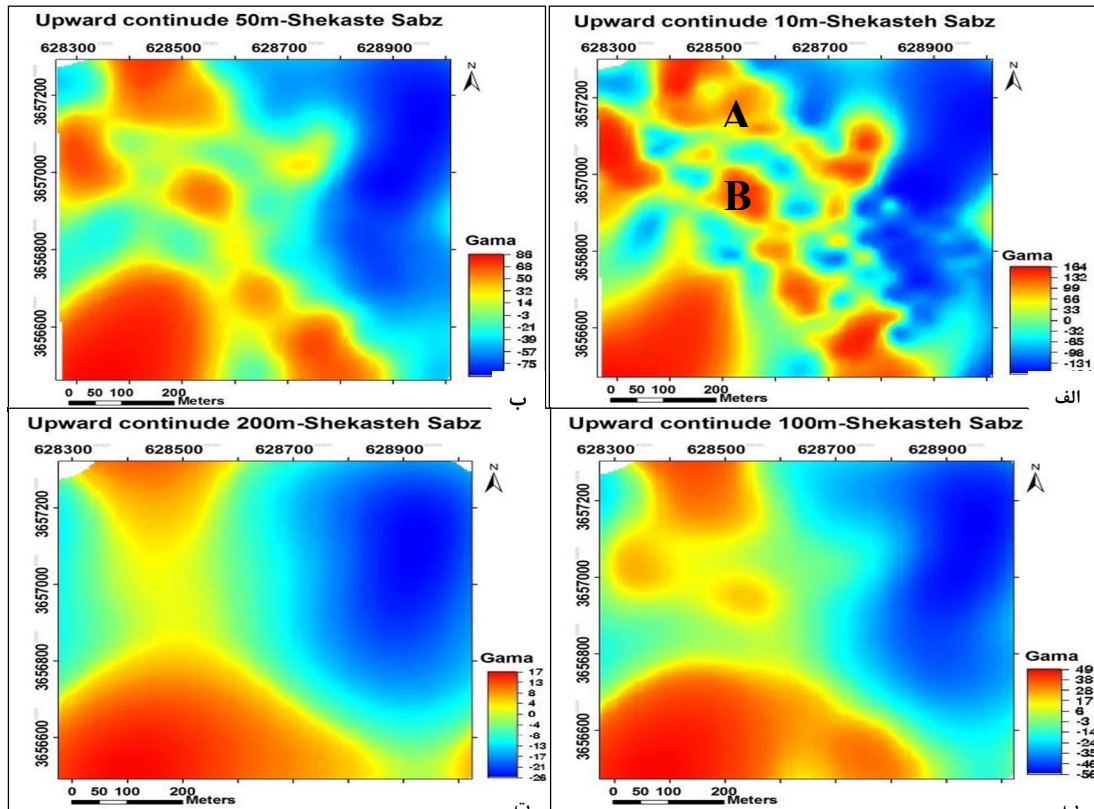 Upward continude 50m-Shekaste Sabz
628300 628500 628700 628900
N
3657200
3657000
3656800
3656600
Gama
86
68
50
32
14
-3
-21
-39
-57
-75
0 50 100 200
Meters
ب
Upward continude 10m-Shekasteh Sabz
628300 628500 628700 628900
N
3657200
3657000
3656800
3656600
A
B
Gama
164
132
99
66
33
0
-32
-65
-98
-131
0 50 100 200
Meters
الف
Upward continude 200m-Shekasteh Sabz
628300 628500 628700 628900
N
3657200
3657000
3656800
3656600
Gama
17
13
8
4
0
-4
-8
-13
-17
-21
-26
0 50 100 200
Meters
Upward continude 100m-Shekasteh Sabz
628300 628500 628700 628900
N
3657200
3657000
3656800
3656600
Gama
49
38
28
17
6
-3
-14
-24
-35
-46
-56
0 50 100 200
Meters